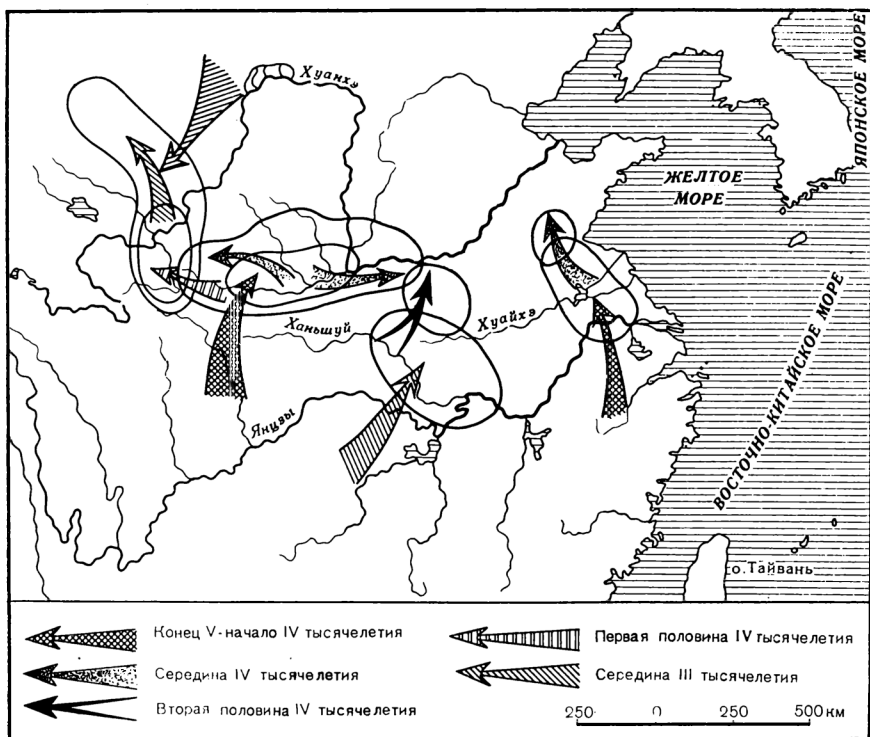 Хуанхэ
ЯПОНСКОЕ МОРЕ
ЖЕЛТОЕ
МОРЕ
Ханьшуй
Хуайхэ
Янцзы
ВОСТОЧНО-КИТАЙСКОЕ МОРЕ
о. Тайвань
Конец V-начало IV тысячелетия
Середина IV тысячелетия
Вторая половина IV тысячелетия
Первая половина IV тысячелетия
Середина III тысячелетия
250 0 250 500 км